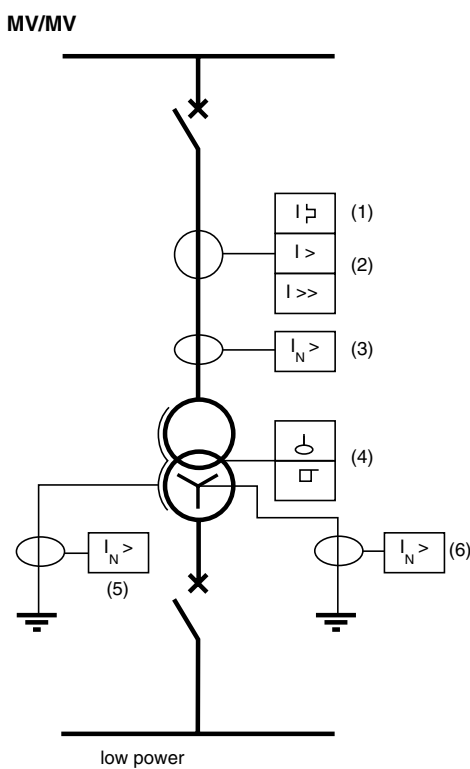 MV/MV
I (1)
I > (2)
I >>
I_N > (3)
(4)
I_N > (5)
I_N > (6)
low power